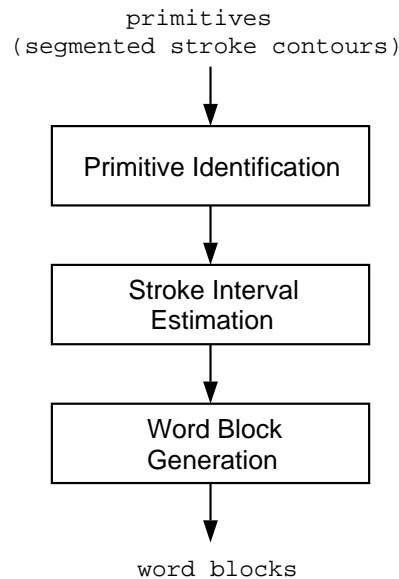 primitives
(segmented stroke contours)
Primitive Identification
Stroke Interval
Estimation
Word Block
Generation
word blocks